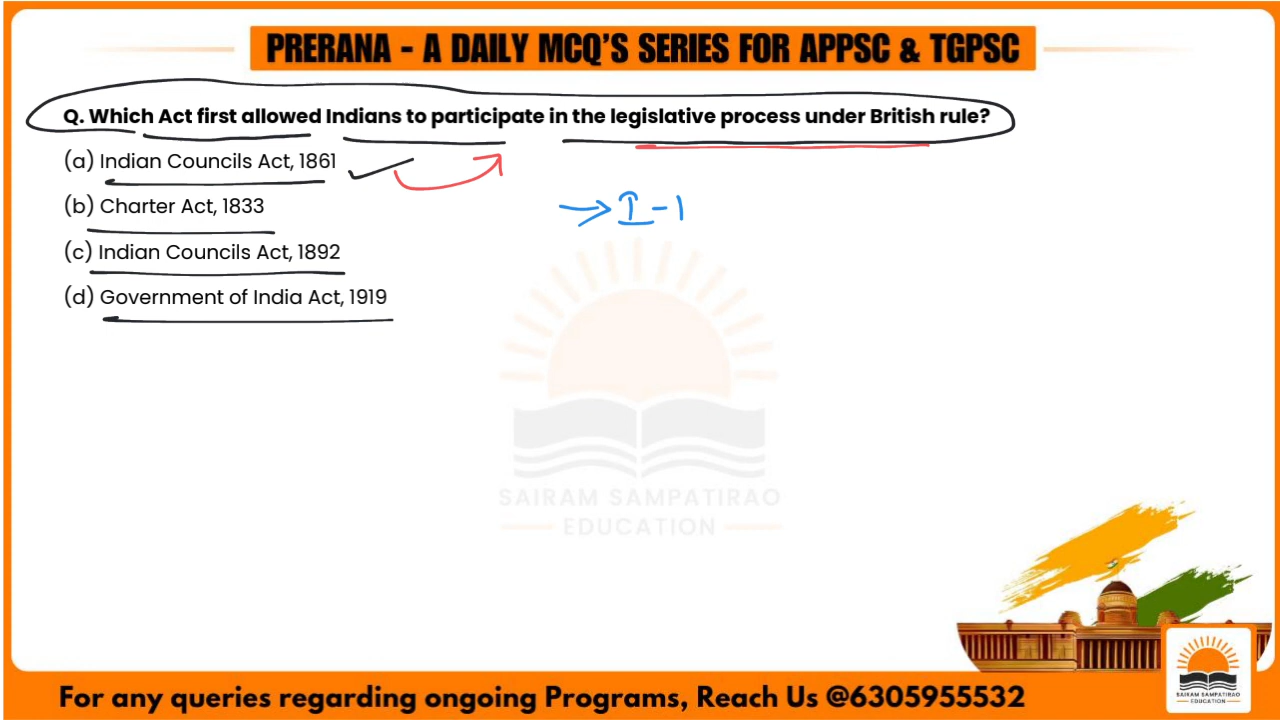 PRERANA - A DAILY MCQ'S SERIES FOR APPSC & TGPSC
Q. Which Act first allowed Indians to participate in the legislative process under British rule?
(a) Indian Councils Act, 1861
(b) Charter Act, 1833
(c) Indian Councils Act, 1892
(d) Government of India Act, 1919
I-1
SAIRAM SAMPATIRAO
EDUCATION
SAIRAM SAMPATIRAO
EDUCATION
For any queries regarding ongoing Programs, Reach Us @6305955532